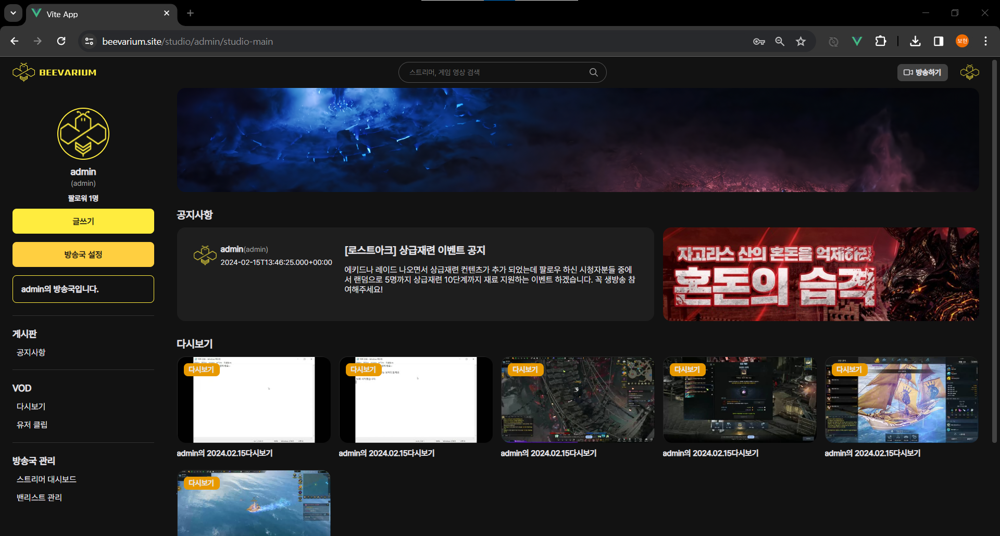 Vite App
beevarium.site/studio/admin/studio-main
보현
BEEVARIUM
스트리머, 게임 영상 검색
방송하기
admin
(admin)
팔로워 1명
글쓰기
방송국 설정
admin의 방송국입니다.
게시판
공지사항
VOD
다시보기
유저 클립
방송국 관리
스트리머 대시보드
밴리스트 관리
공지사항
admin(admin)
2024-02-15T13:46:25.000+00:00
[로스트아크] 상급재련 이벤트 공지
에키드나 레이드 나오면서 상급재련 컨텐츠가 추가 되었는데 팔로우 하신 시청자분들 중에
서 랜덤으로 5명까지 상급재련 10단계까지 재료 지원하는 이벤트 하겠습니다. 꼭 생방송 참
여해주세요!
자고라스 산의 혼돈을 억제하라!
혼돈의 습격
다시보기
다시보기
다시보기
다시보기
다시보기
다시보기
admin의 2024.02.15다시보기
admin의 2024.02.15다시보기
admin의 2024.02.15다시보기
admin의 2024.02.15다시보기
admin의 2024.02.15다시보기
다시보기